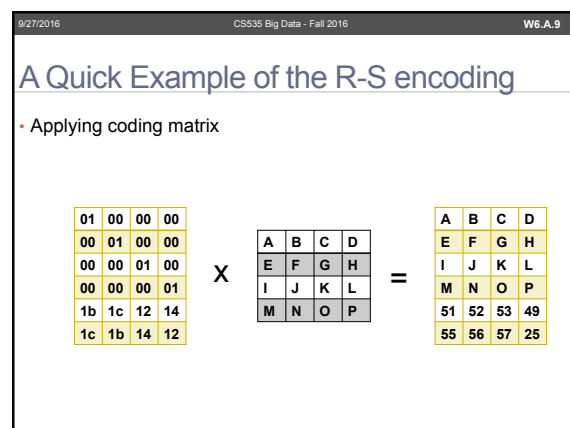 9/27/2016 CS535 Big Data - Fall 2016 W6.A.9
A Quick Example of the R-S encoding
• Applying coding matrix
01 00 00 00
00 01 00 00
00 00 01 00
00 00 00 01
1b 1c 12 14
1c 1b 14 12
X
A B C D
E F G H
I J K L
M N O P
=
A B C D
E F G H
I J K L
M N O P
51 52 53 49
55 56 57 25